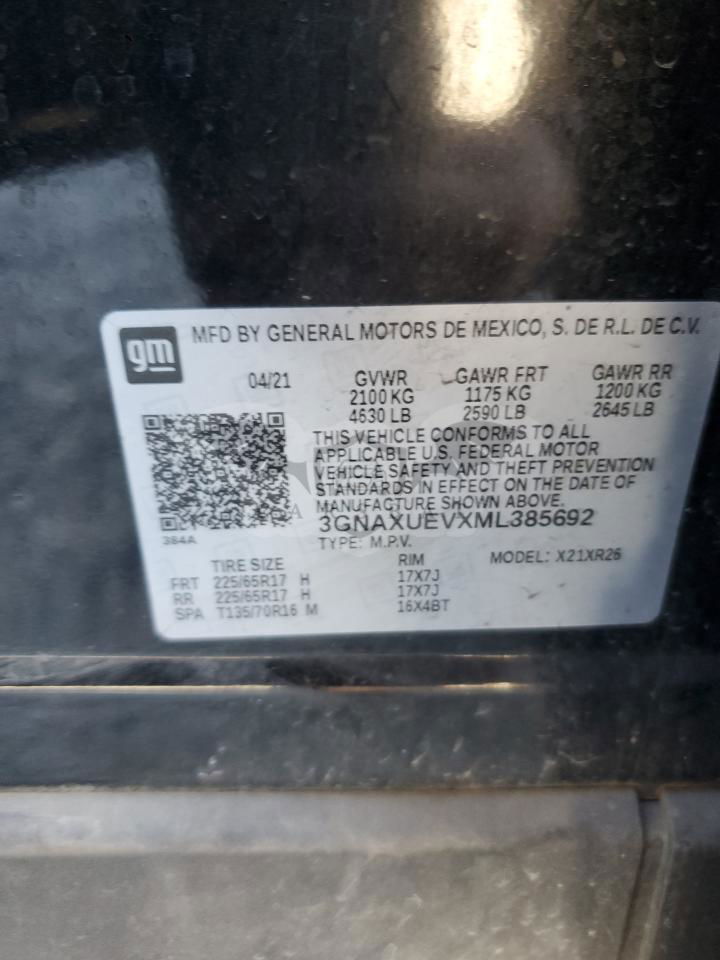 gm
MFD BY GENERAL MOTORS DE MEXICO, S. DE R.L. DE C.V.
04/21 GVWR GAWR FRT GAWR RR
2100 KG 1175 KG 1200 KG
4630 LB 2590 LB 2645 LB
THIS VEHICLE CONFORMS TO ALL
APPLICABLE U.S. FEDERAL MOTOR
VEHICLE SAFETY AND THEFT PREVENTION
STANDARDS IN EFFECT ON THE DATE OF
MANUFACTURE SHOWN ABOVE.
3GNAXUEVXML385692
384A
TYPE: M.P.V. MODEL: X21XR26
TIRE SIZE RIM
FRT 225/65R17 H 17X7J
RR 225/65R17 H 17X7J
SPA T135/70R16 M 16X4BT